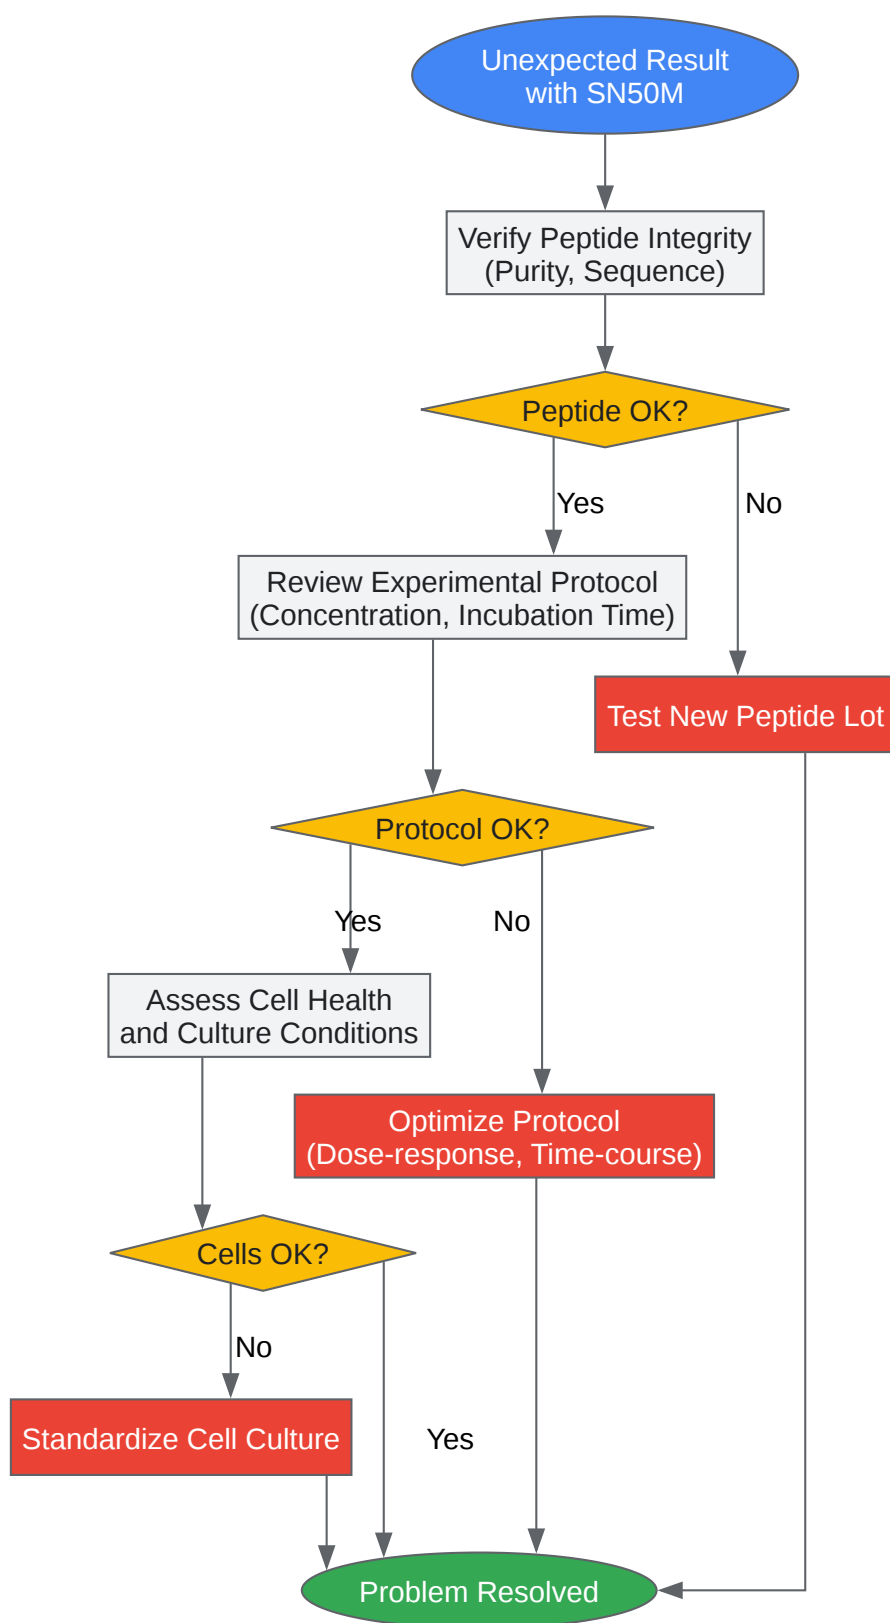 Unexpected Result
with SN50M
Verify Peptide Integrity
(Purity, Sequence)
Peptide OK?
Yes
No
Review Experimental Protocol
(Concentration, Incubation Time)
Test New Peptide Lot
Protocol OK?
Yes
No
Assess Cell Health
and Culture Conditions
Optimize Protocol
(Dose-response, Time-course)
Cells OK?
No
Standardize Cell Culture
Yes
Problem Resolved